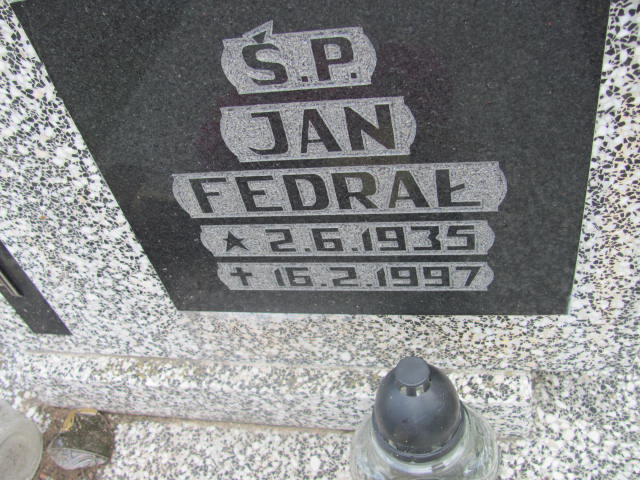 Ś.P.
JAN
FEDRAŁ
★ 2.6.1935
✝ 16.2.1997